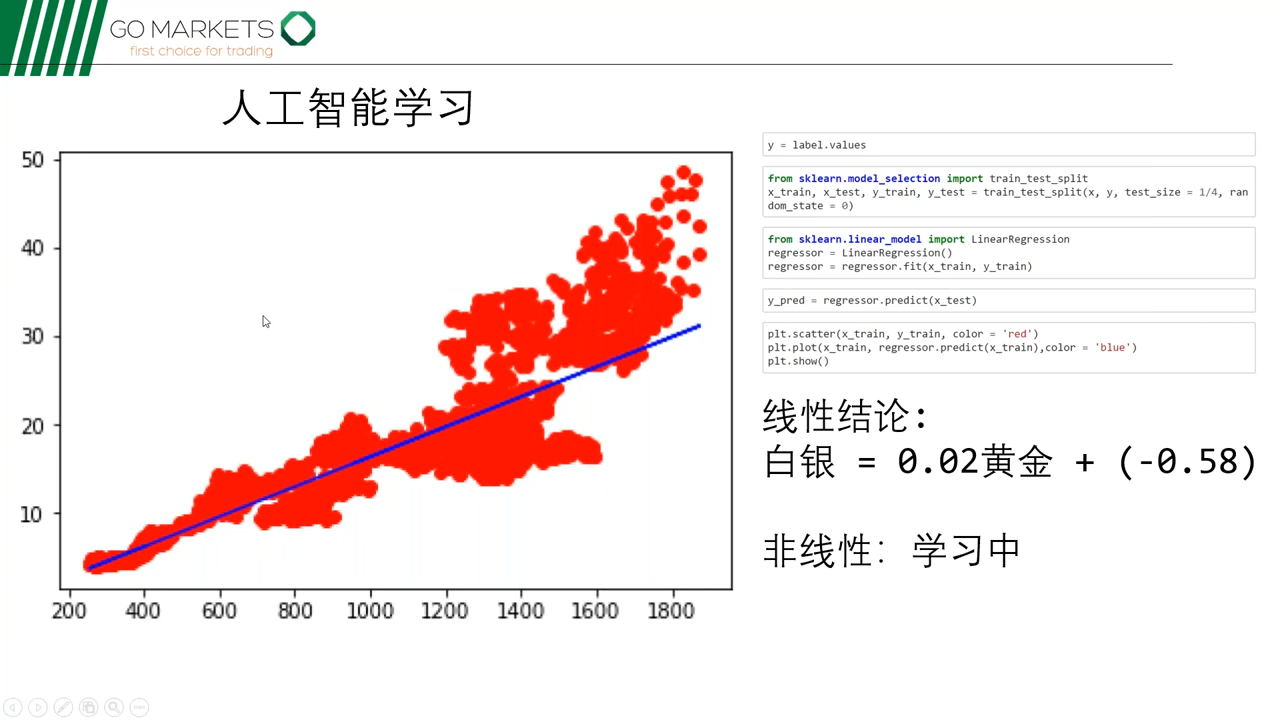 GO MARKETS
first choice for trading
人工智能学习
50
40
30
20
10
200 400 600 800 1000 1200 1400 1600 1800
y = label.values
from sklearn.model_selection import train_test_split
x_train, x_test, y_train, y_test = train_test_split(x, y, test_size = 1/4, ran
dom_state = 0)
from sklearn.linear_model import LinearRegression
regressor = LinearRegression()
regressor = regressor.fit(x_train, y_train)
y_pred = regressor.predict(x_test)
plt.scatter(x_train, y_train, color = 'red')
plt.plot(x_train, regressor.predict(x_train),color = 'blue')
plt.show()
线性结论:
白银 = 0.02黄金 + (-0.58)
非线性: 学习中